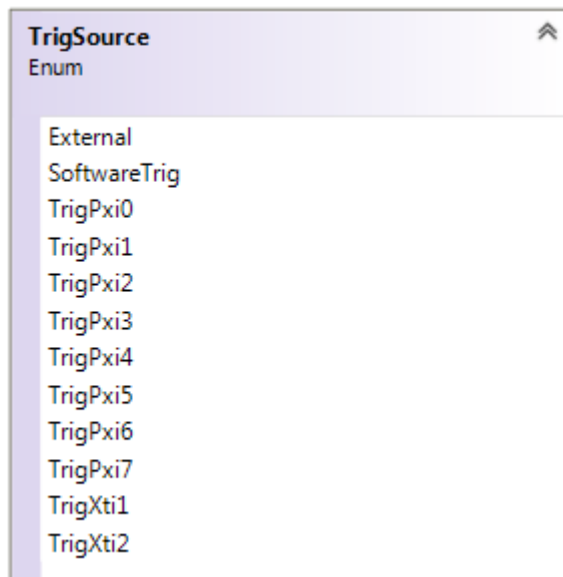 TrigSource
Enum
External
SoftwareTrig
TrigPxi0
TrigPxi1
TrigPxi2
TrigPxi3
TrigPxi4
TrigPxi5
TrigPxi6
TrigPxi7
TrigXti1
TrigXti2